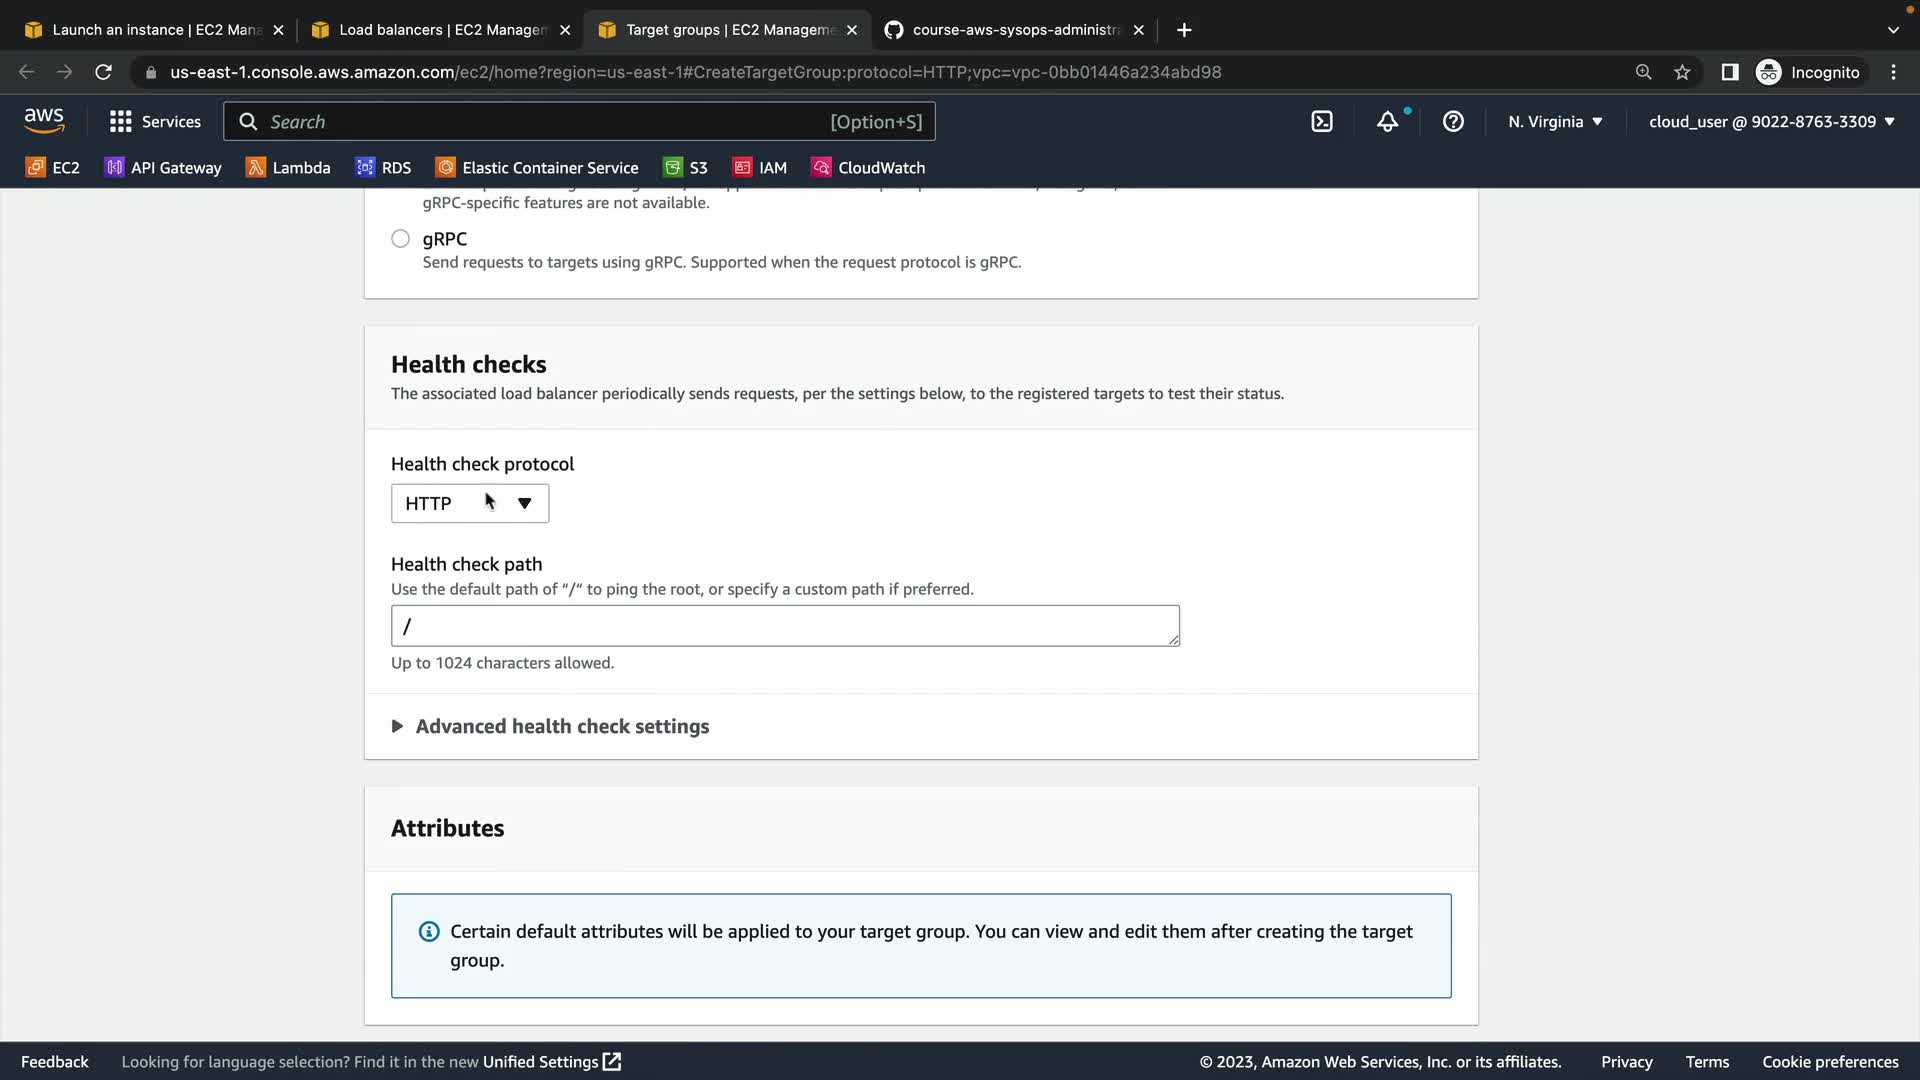 Launch an instance | EC2 Mana
Load balancers | EC2 Managem
Target groups | EC2 Manageme
course-aws-sysops-administra
us-east-1.console.aws.amazon.com/ec2/home?region=us-east-1#CreateTargetGroup:protocol=HTTP;vpc=vpc-0bb01446a234abd98
Incognito
aws
Services
Search
[Option+S]
N. Virginia
cloud_user @ 9022-8763-3309
EC2
API Gateway
Lambda
RDS
Elastic Container Service
S3
IAM
CloudWatch
gRPC-specific features are not available.
gRPC
Send requests to targets using gRPC. Supported when the request protocol is gRPC.
Health checks
The associated load balancer periodically sends requests, per the settings below, to the registered targets to test their status.
Health check protocol
HTTP
Health check path
Use the default path of “/“ to ping the root, or specify a custom path if preferred.
/
Up to 1024 characters allowed.
Advanced health check settings
Attributes
Certain default attributes will be applied to your target group. You can view and edit them after creating the target
group.
Feedback
Looking for language selection? Find it in the new Unified Settings
© 2023, Amazon Web Services, Inc. or its affiliates.
Privacy
Terms
Cookie preferences